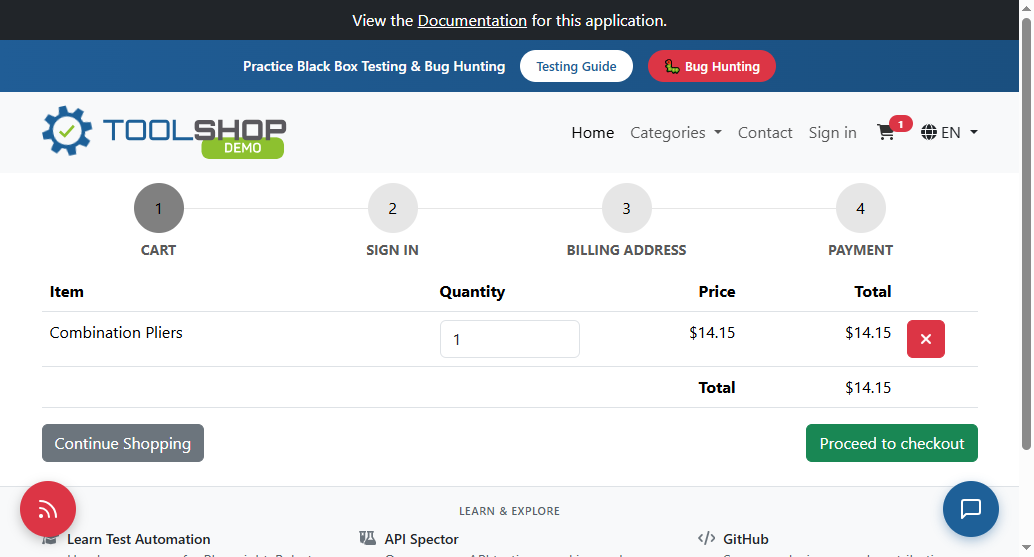 View the Documentation for this application.
Practice Black Box Testing & Bug Hunting Testing Guide Bug Hunting
TOOLSHOP DEMO
Home Categories Contact Sign in 1 EN
1 2 3 4
CART SIGN IN BILLING ADDRESS PAYMENT
Item Quantity Price Total
Combination Pliers 1 $14.15 $14.15
Total $14.15
Continue Shopping Proceed to checkout
LEARN & EXPLORE
Learn Test Automation API Spector GitHub